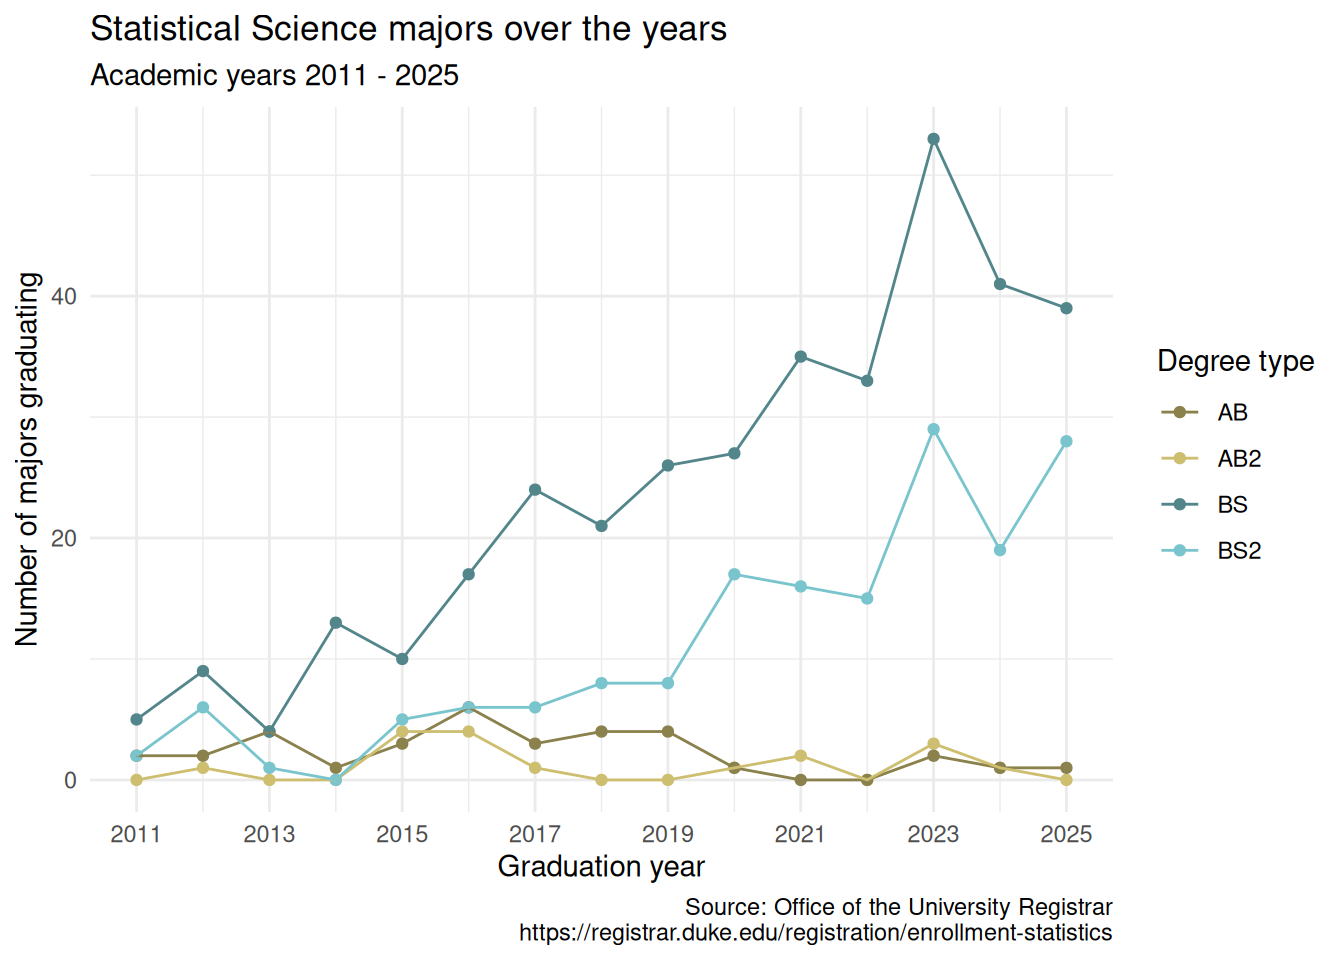 Statistical Science majors over the years
Academic years 2011 - 2025
Number of majors graduating
40
20
0
2011 2013 2015 2017 2019 2021 2023 2025
Graduation year
Degree type
AB
AB2
BS
BS2
Source: Office of the University Registrar
https://registrar.duke.edu/registration/enrollment-statistics